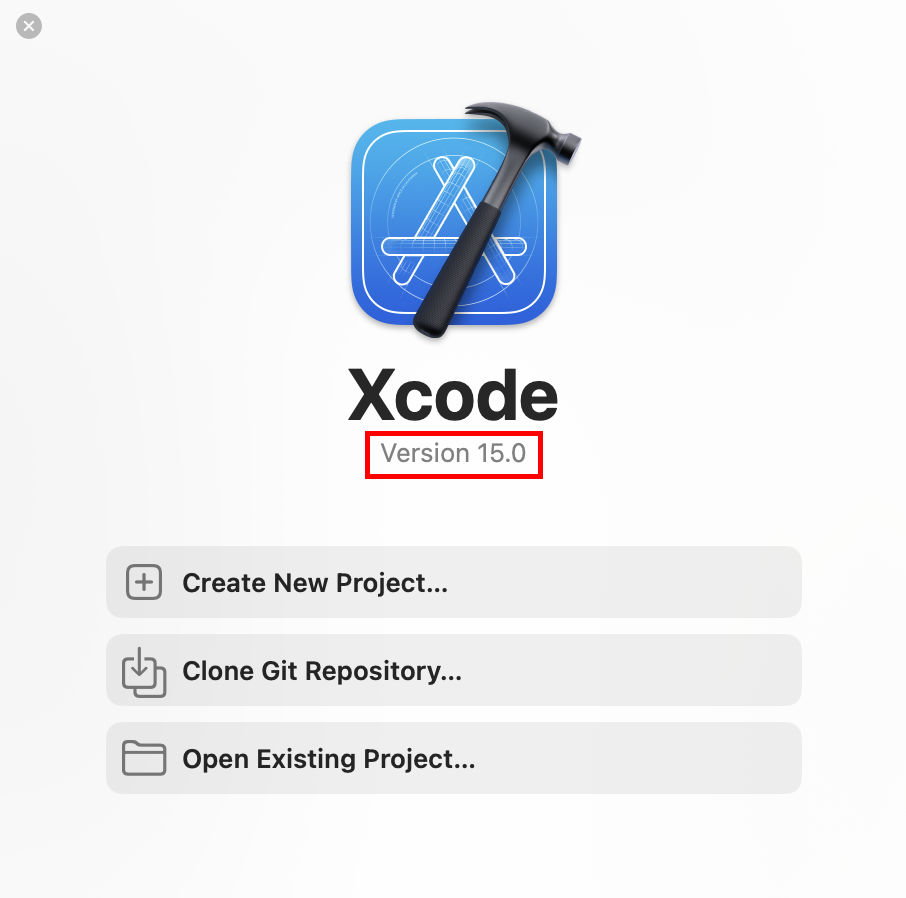 Xcode
Version 15.0
Create New Project...
Clone Git Repository...
Open Existing Project...